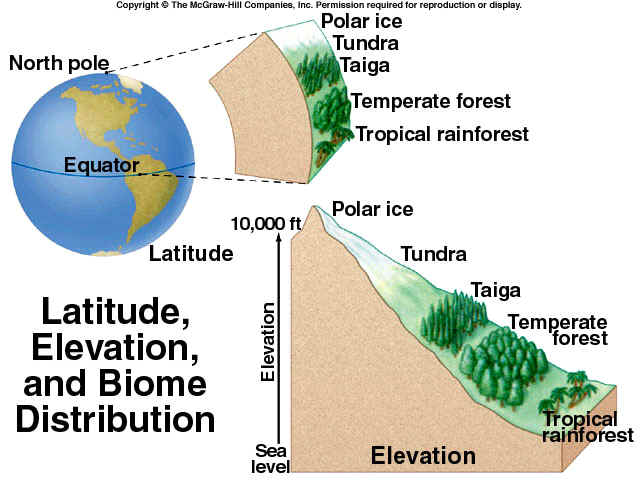 Copyright © The McGraw-Hill Companies, Inc. Permission required for reproduction or display.
Polar ice
Tundra
Taiga
Temperate forest
Tropical rainforest
North pole
Equator
Latitude
Polar ice
10,000 ft
Tundra
Taiga
Temperate
forest
Tropical
rainforest
Elevation
Sea
level
Elevation
Latitude,
Elevation,
and Biome
Distribution